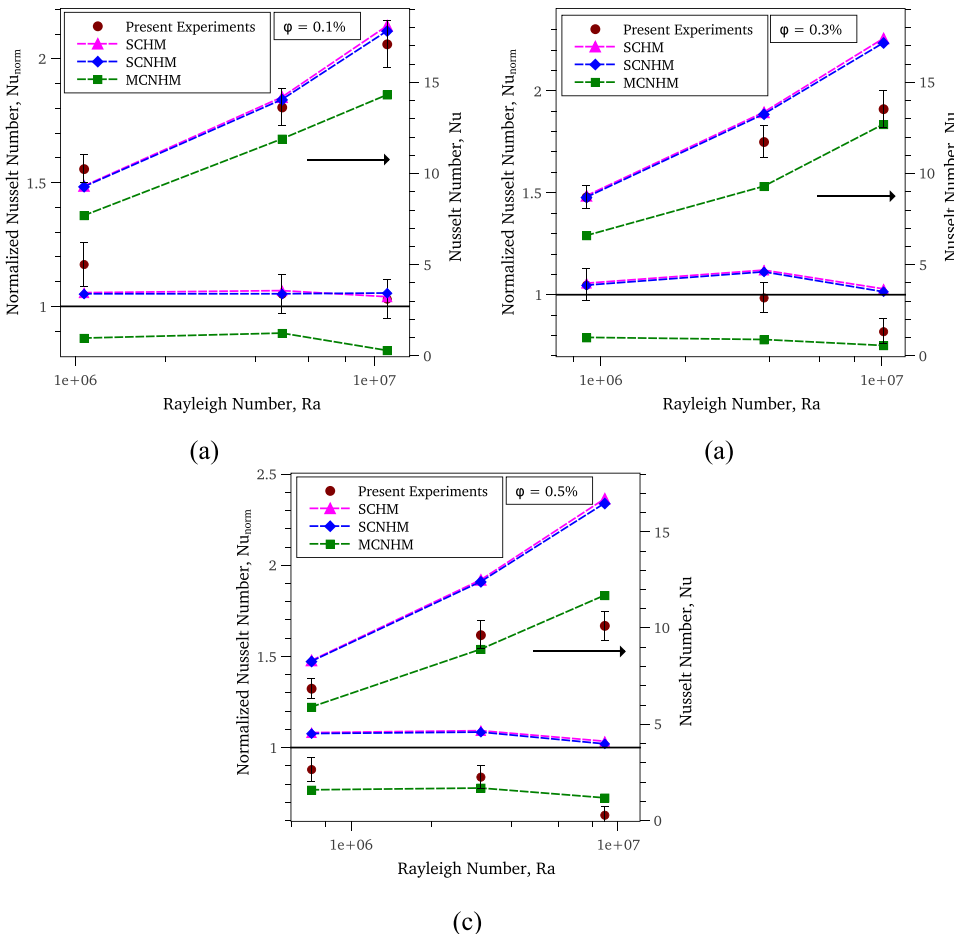 Present Experiments
SCHM
SCNHM
MCNHM
φ = 0.1%
Normalized Nusselt Number, Nunorm
2
1.5
1
Nusselt Number, Nu
15
10
5
0
1e+06
1e+07
Rayleigh Number, Ra
(a)
Present Experiments
SCHM
SCNHM
MCNHM
φ = 0.3%
Normalized Nusselt Number, Nunorm
2
1.5
1
Nusselt Number, Nu
15
10
5
0
1e+06
1e+07
Rayleigh Number, Ra
(a)
Present Experiments
SCHM
SCNHM
MCNHM
φ = 0.5%
Normalized Nusselt Number, Nunorm
2.5
2
1.5
1
Nusselt Number, Nu
15
10
5
0
1e+06
1e+07
Rayleigh Number, Ra
(c)